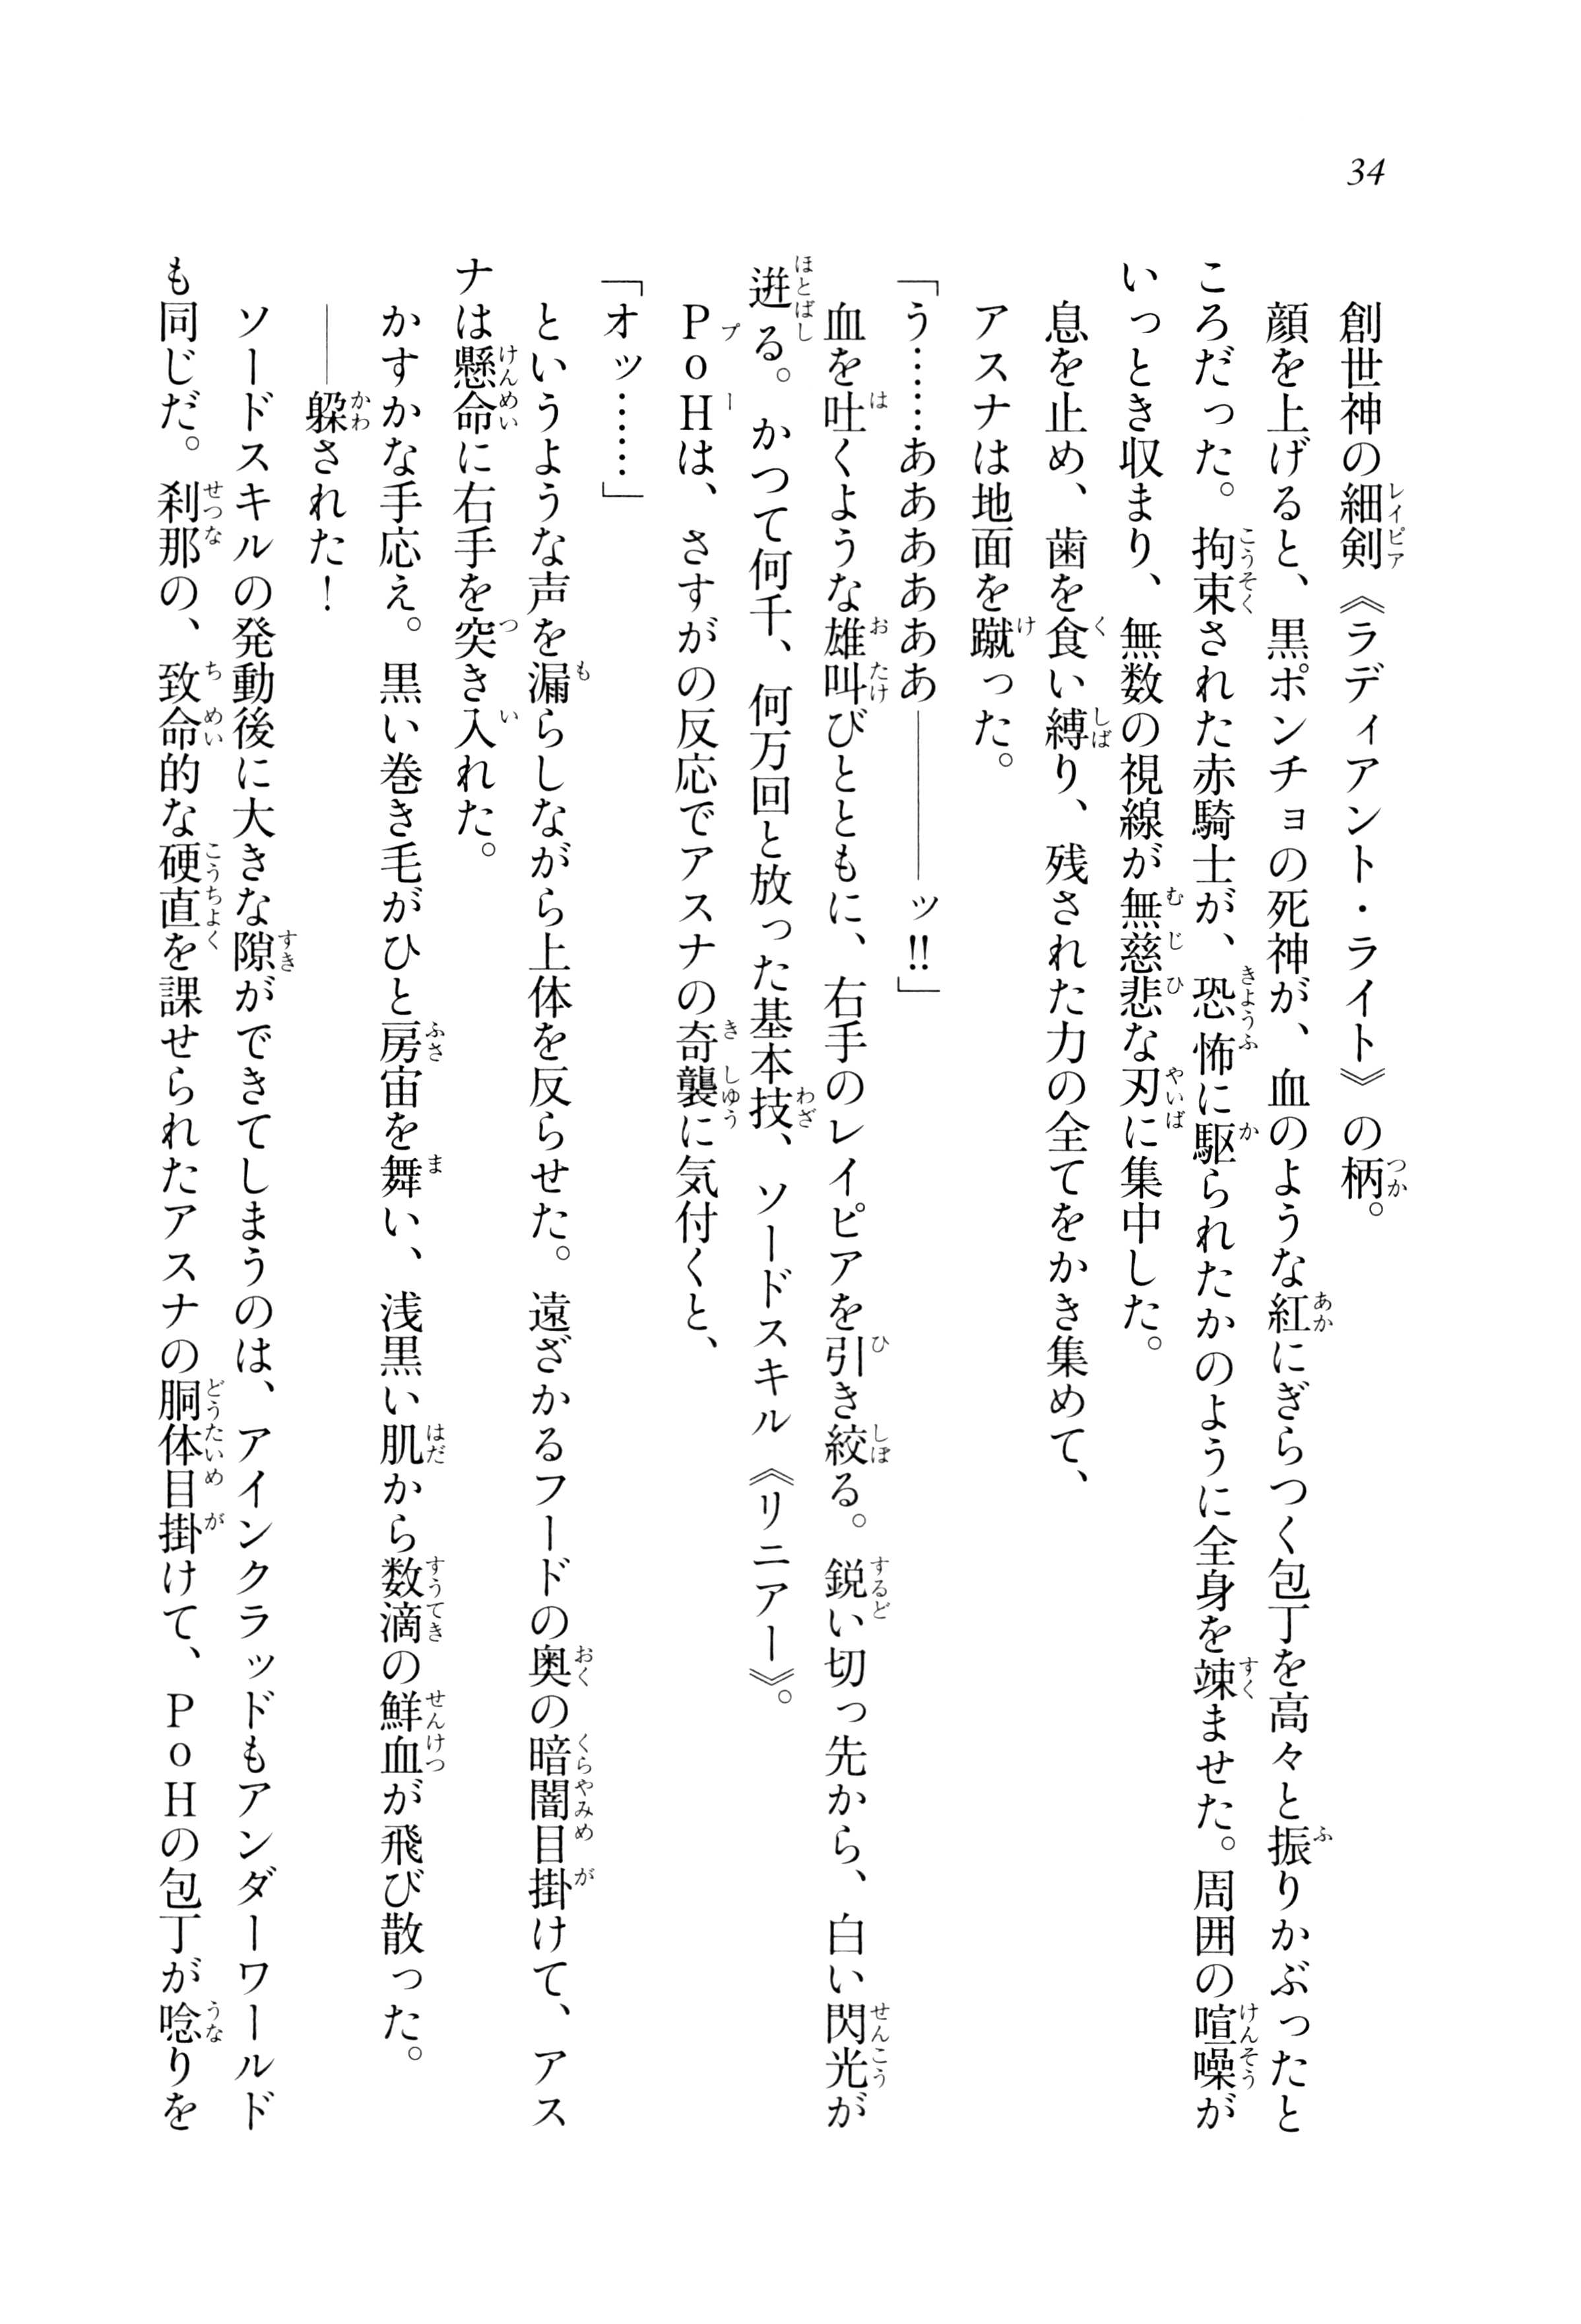 34
創世神の細剣《ラディアント・ライト》の柄。
顔を上げると、黒ポンチョの死神が、血のような紅にぎらつく包丁を高々と振りかぶったと
ころだった。拘束された赤騎士が、恐怖に駆られたかのように全身を竦ませた。周囲の喧噪が
いっとき収まり、無数の視線が無慈悲な刃に集中した。
息を止め、歯を食い縛り、残された力の全てをかき集めて、
アスナは地面を蹴った。
「う……ああああああ――――ッ!!」
血を吐くような雄叫びとともに、右手のレイピアを引き絞る。鋭い切っ先から、白い閃光が
迸る。かつて何千、何万回と放った基本技、ソードスキル《リニアー》。
PoHは、さすがの反応でアスナの奇襲に気付くと、
「オッ……」
というような声を漏らしながら上体を反らせた。遠ざかるフードの奥の暗闇目掛けて、アス
ナは懸命に右手を突き入れた。
かすかな手応え。黒い巻き毛がひと房宙を舞い、浅黒い肌から数滴の鮮血が飛び散った。
――躱された！
ソードスキルの発動後に大きな隙ができてしまうのは、アインクラッドもアンダーワールド
も同じだ。刹那の、致命的な硬直を課せられたアスナの胴体目掛けて、PoHの包丁が唸りを